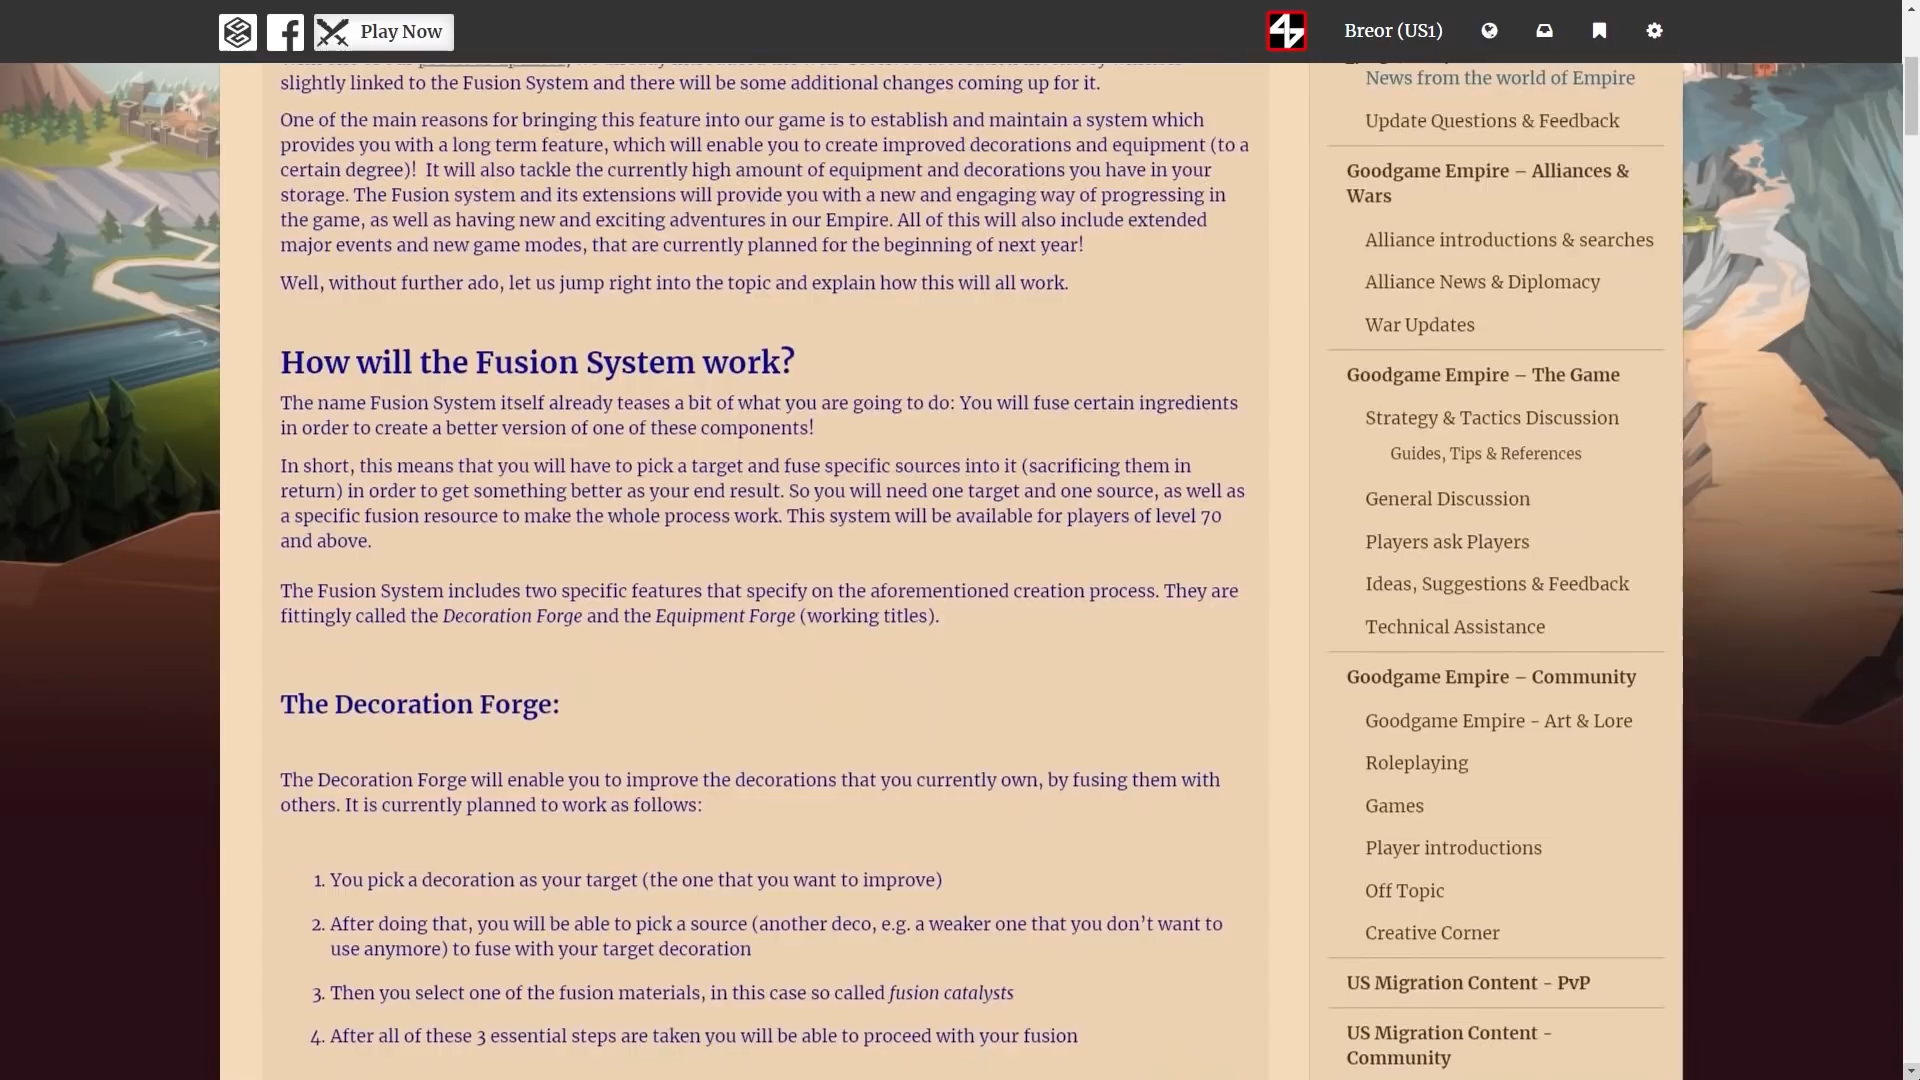 Play Now
Breor (US1)
slightly linked to the Fusion System and there will be some additional changes coming up for it.
One of the main reasons for bringing this feature into our game is to establish and maintain a system which
provides you with a long term feature, which will enable you to create improved decorations and equipment (to a
certain degree)!  It will also tackle the currently high amount of equipment and decorations you have in your
storage. The Fusion system and its extensions will provide you with a new and engaging way of progressing in
the game, as well as having new and exciting adventures in our Empire. All of this will also include extended
major events and new game modes, that are currently planned for the beginning of next year!
Well, without further ado, let us jump right into the topic and explain how this will all work.
How will the Fusion System work?
The name Fusion System itself already teases a bit of what you are going to do: You will fuse certain ingredients
in order to create a better version of one of these components!
In short, this means that you will have to pick a target and fuse specific sources into it (sacrificing them in
return) in order to get something better as your end result. So you will need one target and one source, as well as
a specific fusion resource to make the whole process work. This system will be available for players of level 70
and above.
The Fusion System includes two specific features that specify on the aforementioned creation process. They are
fittingly called the Decoration Forge and the Equipment Forge (working titles).
The Decoration Forge:
The Decoration Forge will enable you to improve the decorations that you currently own, by fusing them with
others. It is currently planned to work as follows:
1. You pick a decoration as your target (the one that you want to improve)
2. After doing that, you will be able to pick a source (another deco, e.g. a weaker one that you don’t want to
use anymore) to fuse with your target decoration
3. Then you select one of the fusion materials, in this case so called fusion catalysts
4. After all of these 3 essential steps are taken you will be able to proceed with your fusion
News from the world of Empire
Update Questions & Feedback
Goodgame Empire – Alliances &
Wars
Alliance introductions & searches
Alliance News & Diplomacy
War Updates
Goodgame Empire – The Game
Strategy & Tactics Discussion
Guides, Tips & References
General Discussion
Players ask Players
Ideas, Suggestions & Feedback
Technical Assistance
Goodgame Empire – Community
Goodgame Empire - Art & Lore
Roleplaying
Games
Player introductions
Off Topic
Creative Corner
US Migration Content - PvP
US Migration Content -
Community